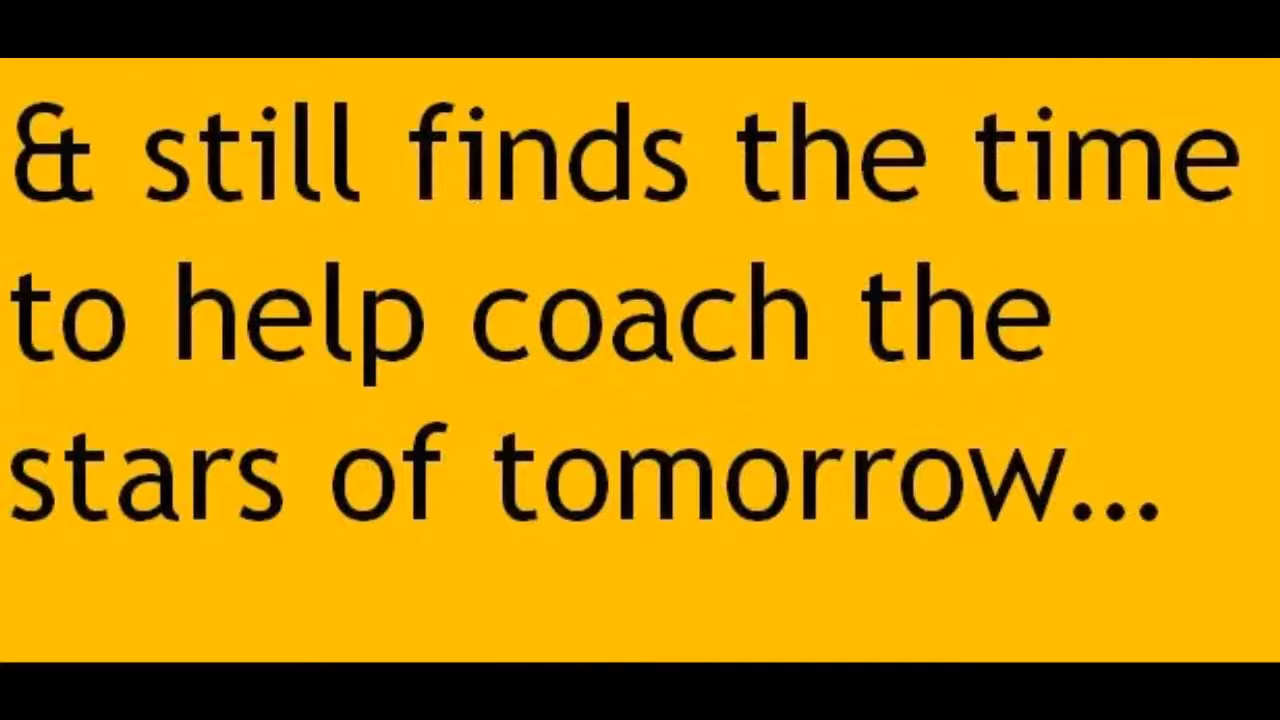 & still finds the time
to help coach the
stars of tomorrow...